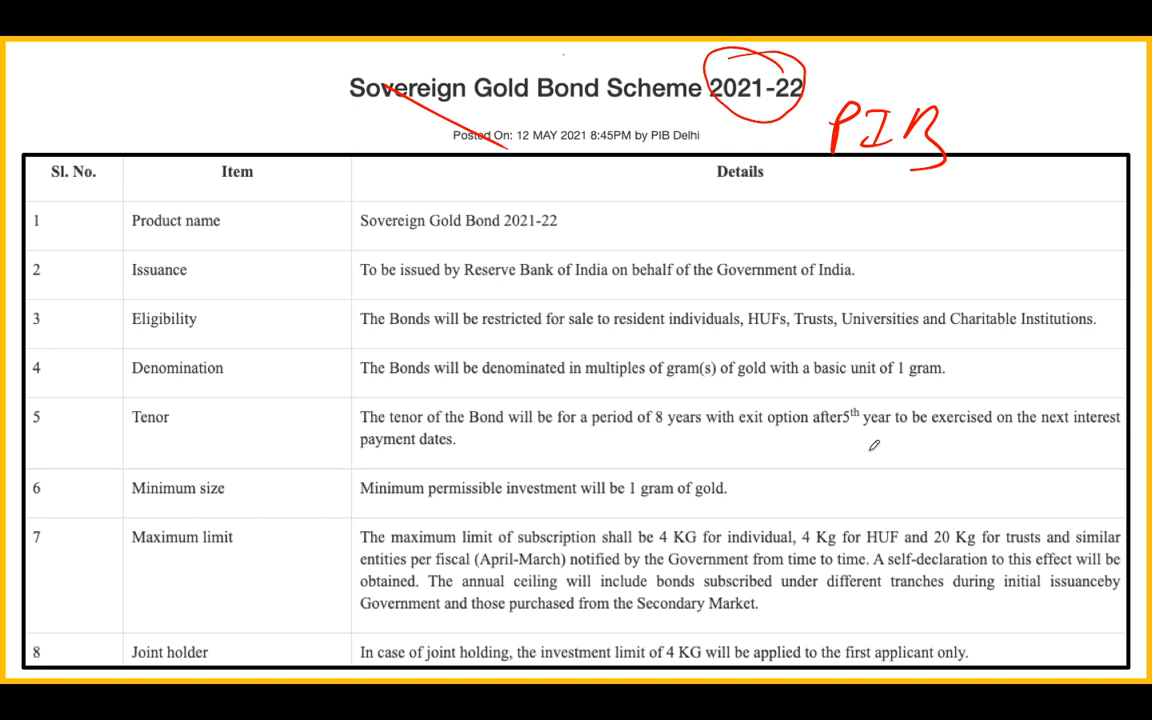 Sovereign Gold Bond Scheme 2021-22
PIB
Posted On: 12 MAY 2021 8:45PM by PIB Delhi
Sl. No. Item Details
1 Product name Sovereign Gold Bond 2021-22
2 Issuance To be issued by Reserve Bank of India on behalf of the Government of India.
3 Eligibility The Bonds will be restricted for sale to resident individuals, HUFs, Trusts, Universities and Charitable Institutions.
4 Denomination The Bonds will be denominated in multiples of gram(s) of gold with a basic unit of 1 gram.
5 Tenor The tenor of the Bond will be for a period of 8 years with exit option after5th year to be exercised on the next interest
payment dates.
6 Minimum size Minimum permissible investment will be 1 gram of gold.
7 Maximum limit The maximum limit of subscription shall be 4 KG for individual, 4 Kg for HUF and 20 Kg for trusts and similar
entities per fiscal (April-March) notified by the Government from time to time. A self-declaration to this effect will be
obtained. The annual ceiling will include bonds subscribed under different tranches during initial issuanceby
Government and those purchased from the Secondary Market.
8 Joint holder In case of joint holding, the investment limit of 4 KG will be applied to the first applicant only.